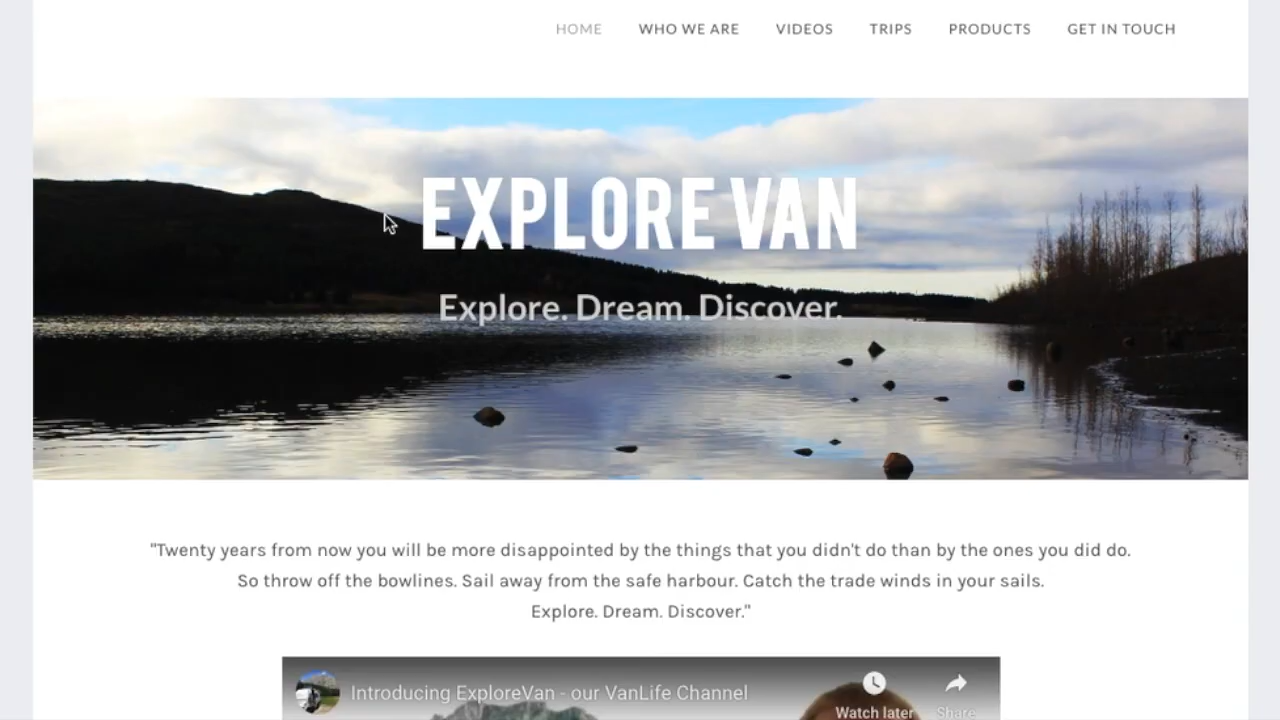 HOME WHO WE ARE VIDEOS TRIPS PRODUCTS GET IN TOUCH
EXPLORE VAN
Explore. Dream. Discover.
"Twenty years from now you will be more disappointed by the things that you didn't do than by the ones you did do.
So throw off the bowlines. Sail away from the safe harbour. Catch the trade winds in your sails.
Explore. Dream. Discover."
Introducing ExploreVan - our VanLife Channel
Watch later Share